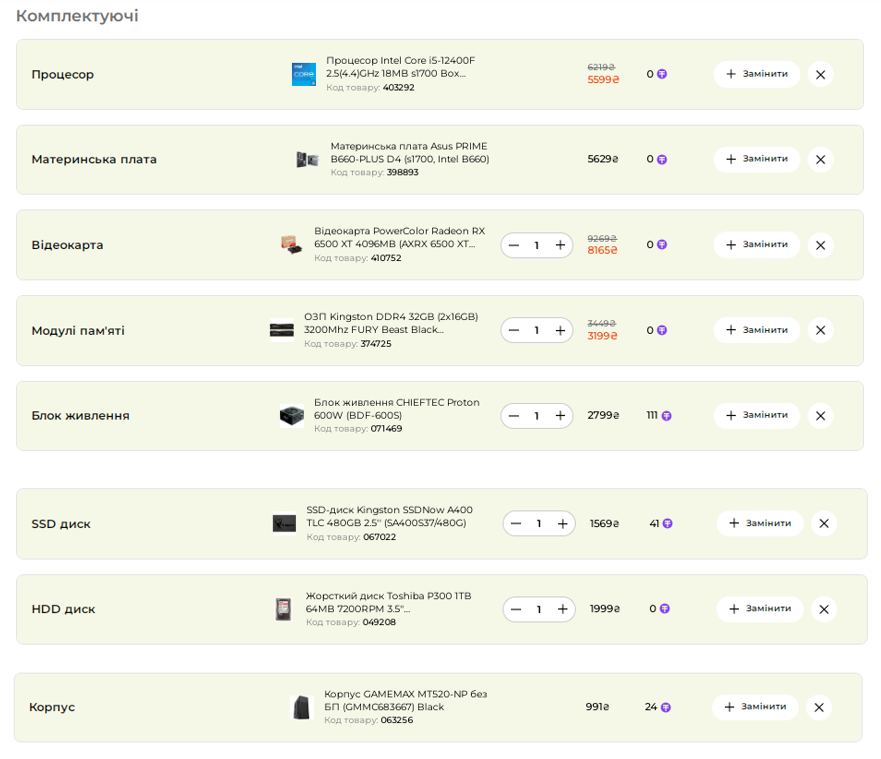 Комплектуючі
Процесор
Процесор Intel Core i5-12400F
2.5(4.4)GHz 18MB s1700 Box...
Код товару: 403292
6219₴
5599₴
0
Замінити
Материнська плата
Материнська плата Asus PRIME
B660-PLUS D4 (s1700, Intel B660)
Код товару: 398893
5629₴
0
Замінити
Відеокарта
Відеокарта PowerColor Radeon RX
6500 XT 4096MB (AXRX 6500 XT...
Код товару: 410752
1
9269₴
8165₴
0
Замінити
Модулі пам'яті
ОЗП Kingston DDR4 32GB (2x16GB)
3200Mhz FURY Beast Black...
Код товару: 374725
1
3449₴
3199₴
0
Замінити
Блок живлення
Блок живлення CHIEFTEC Proton
600W (BDF-600S)
Код товару: 071469
1
2799₴
111
Замінити
SSD диск
SSD-диск Kingston SSDNow A400
TLC 480GB 2.5" (SA400S37/480G)
Код товару: 067022
1
1569₴
41
Замінити
HDD диск
Жорсткий диск Toshiba P300 1TB
64MB 7200RPM 3.5"...
Код товару: 049208
1
1999₴
0
Замінити
Корпус
Корпус GAMEMAX MT520-NP без
БП (GMMC683667) Black
Код товару: 063256
991₴
24
Замінити